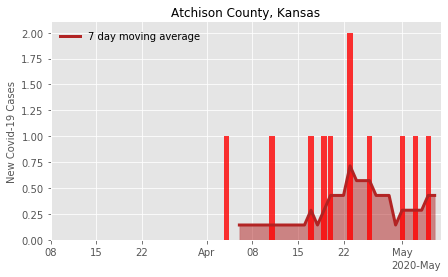 Atchison County, Kansas
7 day moving average
New Covid-19 Cases
2.00
1.75
1.50
1.25
1.00
0.75
0.50
0.25
0.00
08
15
22
Apr
08
15
22
May
2020-May